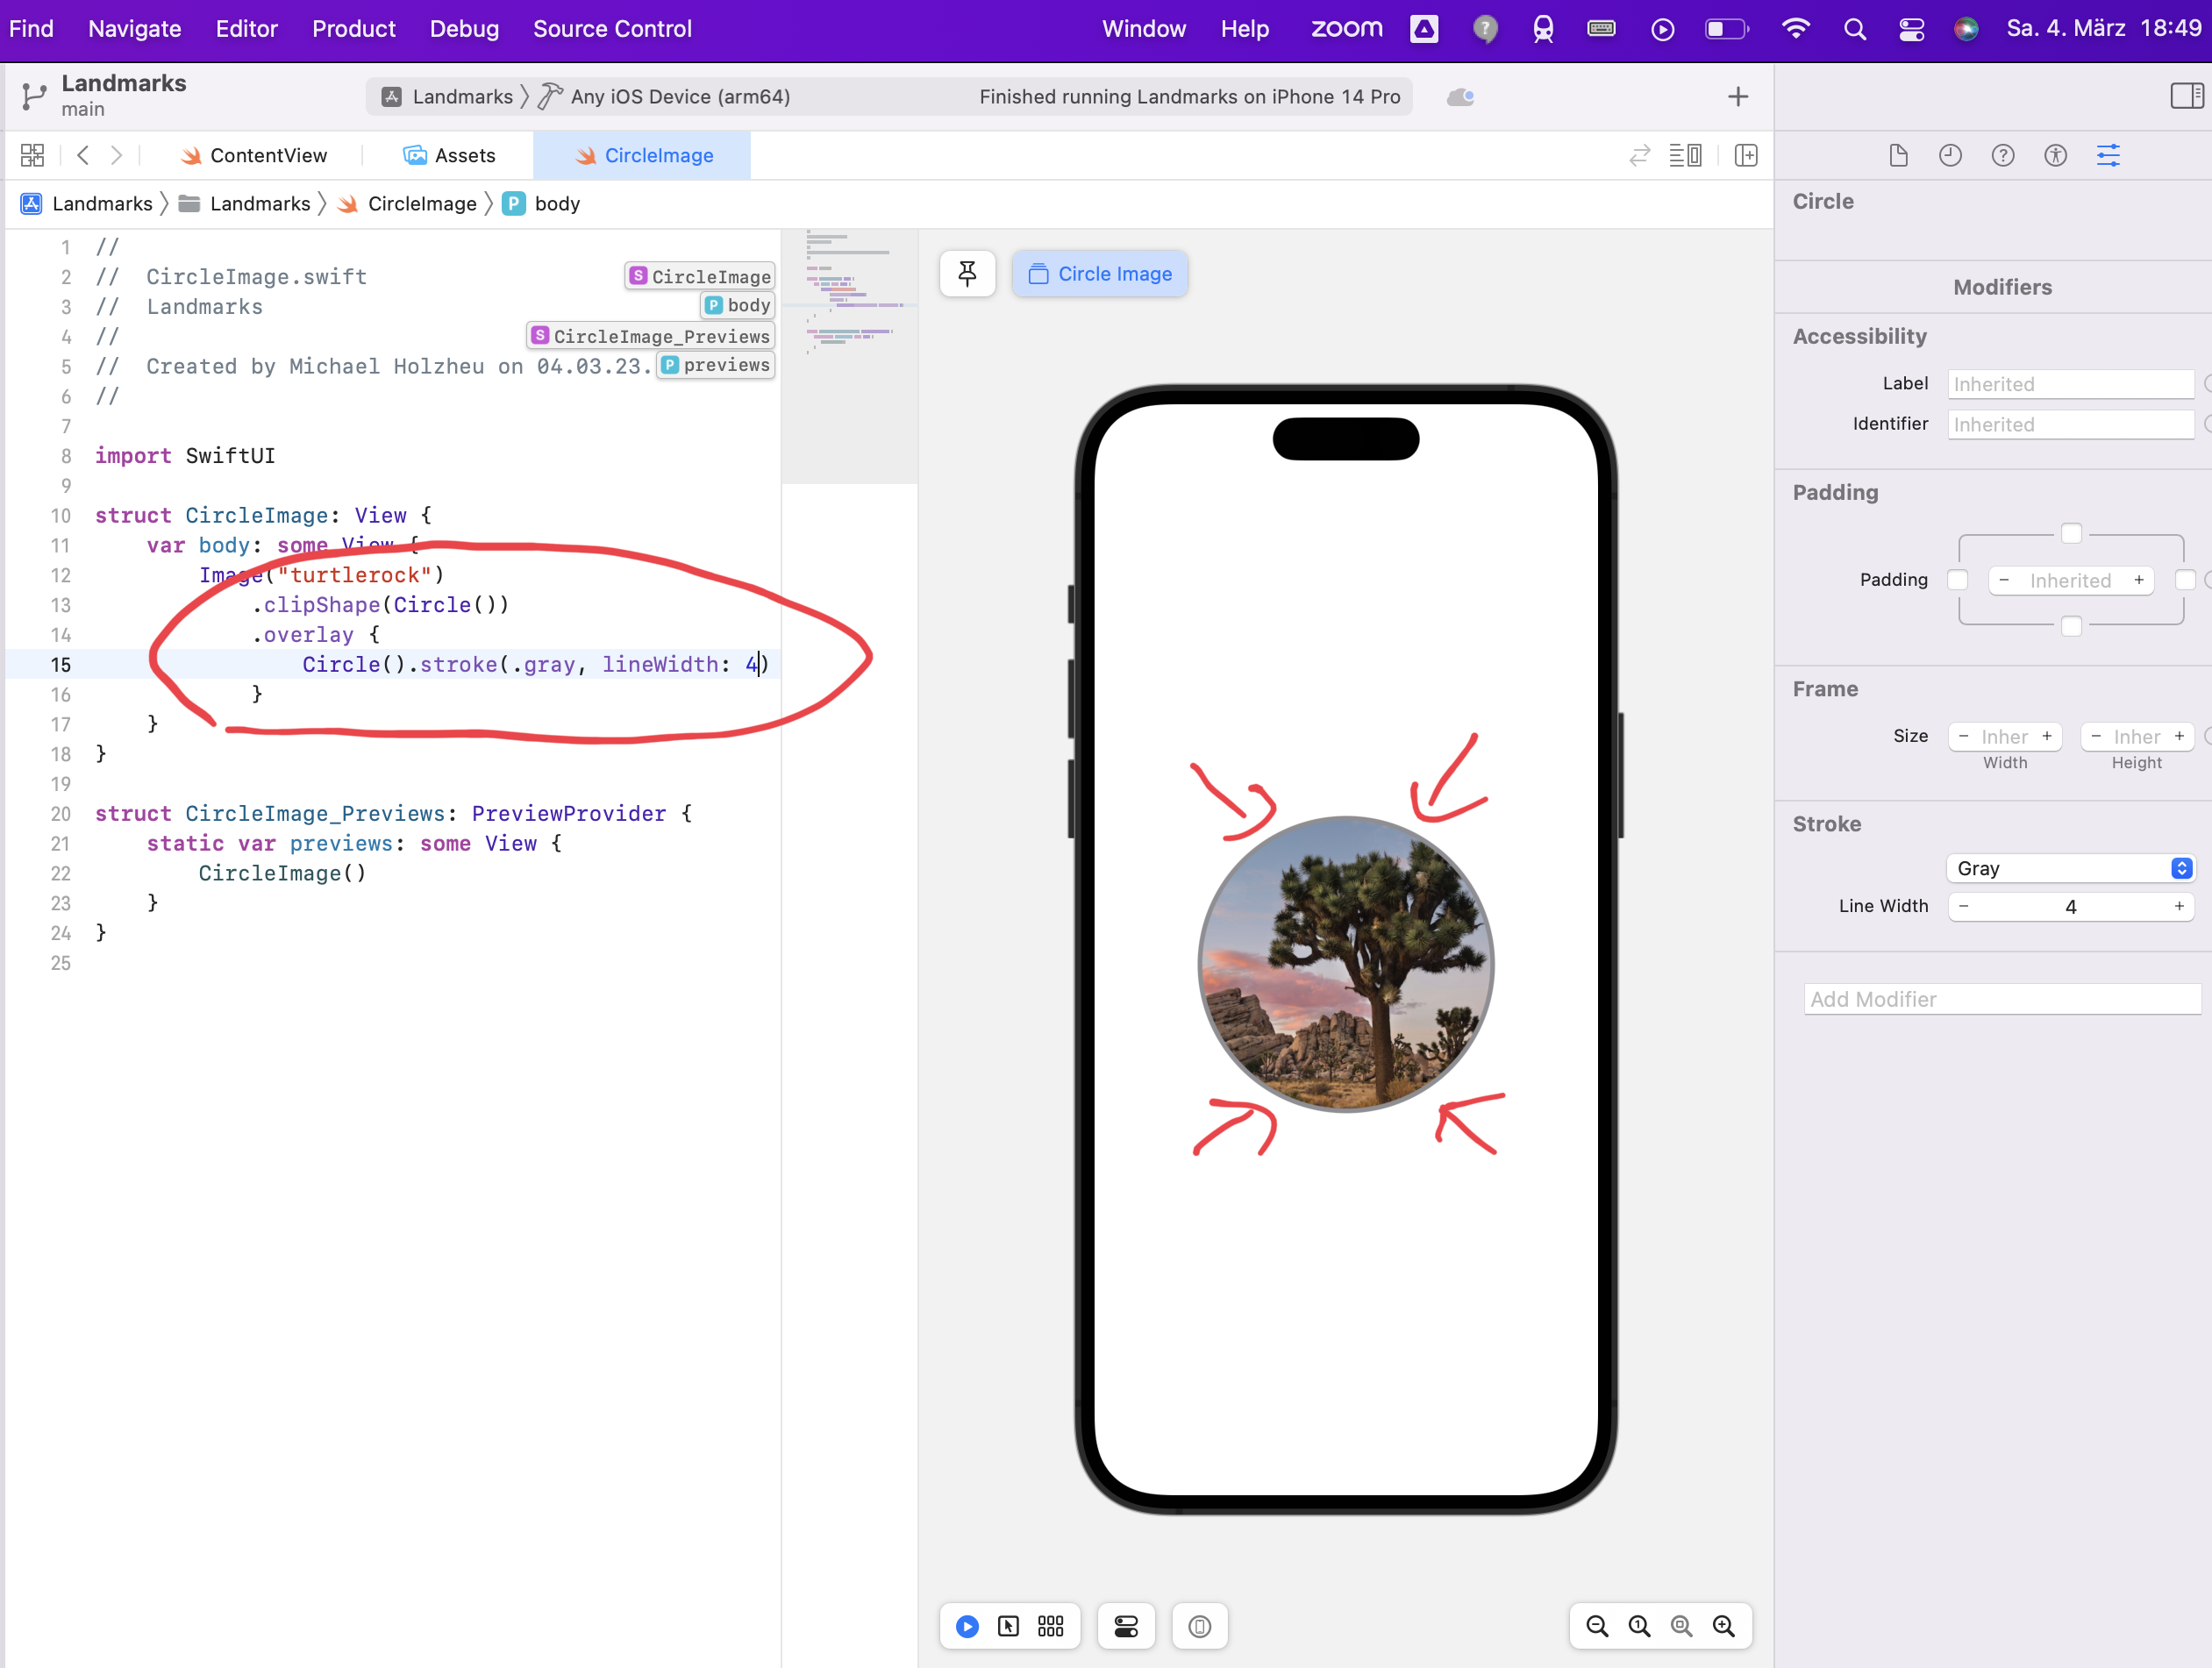 Find Navigate Editor Product Debug Source Control Window Help zoom Sa. 4. März 18:49
Landmarks
main
Landmarks Any iOS Device (arm64) Finished running Landmarks on iPhone 14 Pro
ContentView Assets CircleImage
Landmarks Landmarks CircleImage P body
1 //
2 // CircleImage.swift
3 // Landmarks
4 //
5 // Created by Michael Holzheu on 04.03.23.
6 //
7
8 import SwiftUI
9
10 struct CircleImage: View {
11 var body: some View {
12 Image("turtlerock")
13 .clipShape(Circle())
14 .overlay {
15 Circle().stroke(.gray, lineWidth: 4)
16 }
17 }
18 }
19
20 struct CircleImage_Previews: PreviewProvider {
21 static var previews: some View {
22 CircleImage()
23 }
24 }
25
S CircleImage
P body
S CircleImage_Previews
P previews
Circle Image
Circle
Modifiers
Accessibility
Label Inherited
Identifier Inherited
Padding
Padding - Inherited +
Frame
Size - Inher + - Inher +
Width Height
Stroke
Gray
Line Width - 4 +
Add Modifier